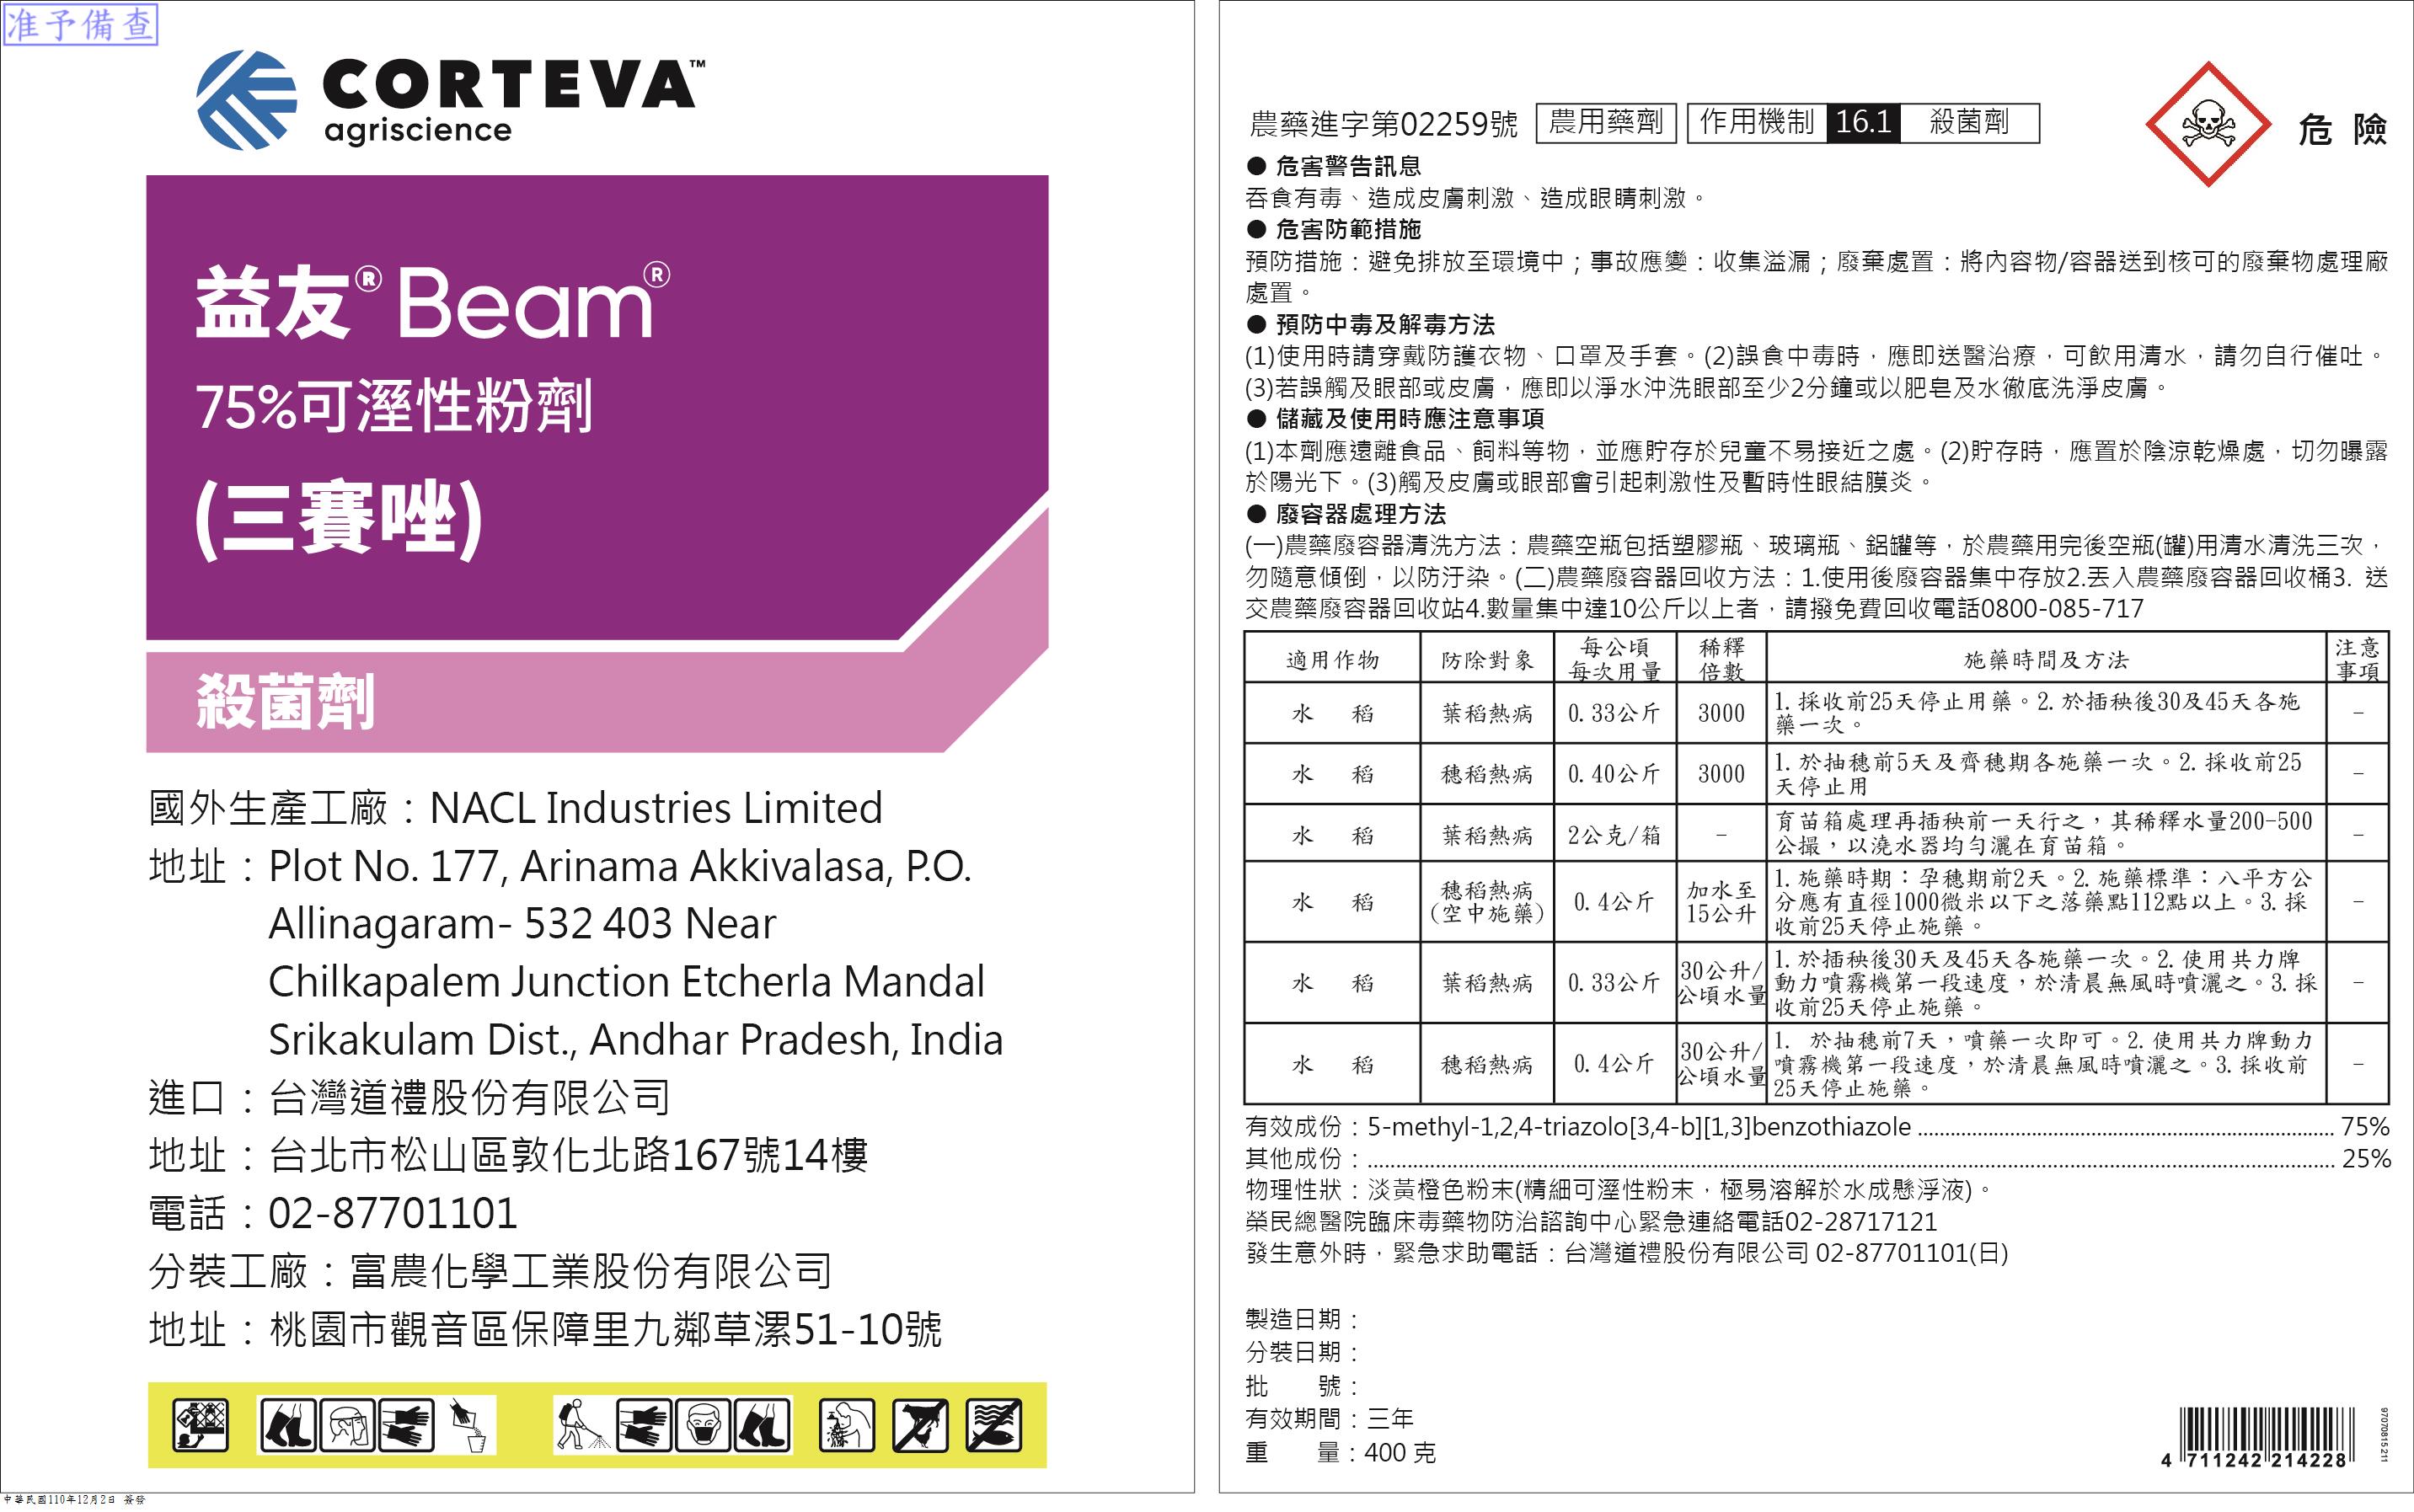 准予備查
CORTEVA™
agriscience
益友® Beam®
75%可溼性粉劑
(三賽唑)
殺菌劑
國外生產工廠：NACL Industries Limited
地址：Plot No. 177, Arinama Akkivalasa, P.O.
Allinagaram- 532 403 Near
Chilkapalem Junction Etcherla Mandal
Srikakulam Dist., Andhar Pradesh, India
進口：台灣道禮股份有限公司
地址：台北市松山區敦化北路167號14樓
電話：02-87701101
分裝工廠：富農化學工業股份有限公司
地址：桃園市觀音區保障里九鄰草漯51-10號
中華民國110年12月2日 簽發
農藥進字第02259號 農用藥劑 作用機制 16.1 殺菌劑
危險
● 危害警告訊息
吞食有毒、造成皮膚刺激、造成眼睛刺激。
● 危害防範措施
預防措施：避免排放至環境中；事故應變：收集溢漏；廢棄處置：將內容物/容器送到核可的廢棄物處理廠
處置。
● 預防中毒及解毒方法
(1)使用時請穿戴防護衣物、口罩及手套。(2)誤食中毒時，應即送醫治療，可飲用清水，請勿自行催吐。
(3)若誤觸及眼部或皮膚，應即以淨水沖洗眼部至少2分鐘或以肥皂及水徹底洗淨皮膚。
● 儲藏及使用時應注意事項
(1)本劑應遠離食品、飼料等物，並應貯存於兒童不易接近之處。(2)貯存時，應置於陰涼乾燥處，切勿曝露
於陽光下。(3)觸及皮膚或眼部會引起刺激性及暫時性眼結膜炎。
● 廢容器處理方法
(一)農藥廢容器清洗方法：農藥空瓶包括塑膠瓶、玻璃瓶、鋁罐等，於農藥用完後空瓶(罐)用清水清洗三次，
勿隨意傾倒，以防汙染。(二)農藥廢容器回收方法：1.使用後廢容器集中存放2.丟入農藥廢容器回收桶3. 送
交農藥廢容器回收站4.數量集中達10公斤以上者，請撥免費回收電話0800-085-717
適用作物 防除對象 每公頃 稀釋 施藥時間及方法 注意
每次用量 倍數 事項
水 稻 葉稻熱病 0.33公斤 3000 1.採收前25天停止用藥。2.於插秧後30及45天各施 -
藥一次。
水 稻 穗稻熱病 0.40公斤 3000 1.於抽穗前5天及齊穗期各施藥一次。2.採收前25 -
天停止用
水 稻 葉稻熱病 2公克/箱 - 育苗箱處理再插秧前一天行之，其稀釋水量200-500 -
公撮，以澆水器均勻灑在育苗箱。
水 稻 穗稻熱病 0.4公斤 加水至 1.施藥時期：孕穗期前2天。2.施藥標準：八平方公 -
(空中施藥) 15公升 分應有直徑1000微米以下之落藥點112點以上。3.採
收前25天停止施藥。
水 稻 葉稻熱病 0.33公斤 30公升/ 1.於插秧後30天及45天各施藥一次。2.使用共力牌 -
公頃水量 動力噴霧機第一段速度，於清晨無風時噴灑之。3.採
收前25天停止施藥。
水 稻 穗稻熱病 0.4公斤 30公升/ 1. 於抽穗前7天，噴藥一次即可。2.使用共力牌動力 -
公頃水量 噴霧機第一段速度，於清晨無風時噴灑之。3.採收前
25天停止施藥。
有效成份：5-methyl-1,2,4-triazolo[3,4-b][1,3]benzothiazole ........ 75%
其他成份：........ 25%
物理性狀：淡黃橙色粉末(精細可溼性粉末，極易溶解於水成懸浮液)。
榮民總醫院臨床毒藥物防治諮詢中心緊急連絡電話02-28717121
發生意外時，緊急求助電話：台灣道禮股份有限公司 02-87701101(日)
製造日期：
分裝日期：
批 號：
有效期間：三年
重 量：400 克
4 711242 214228
97070815 211